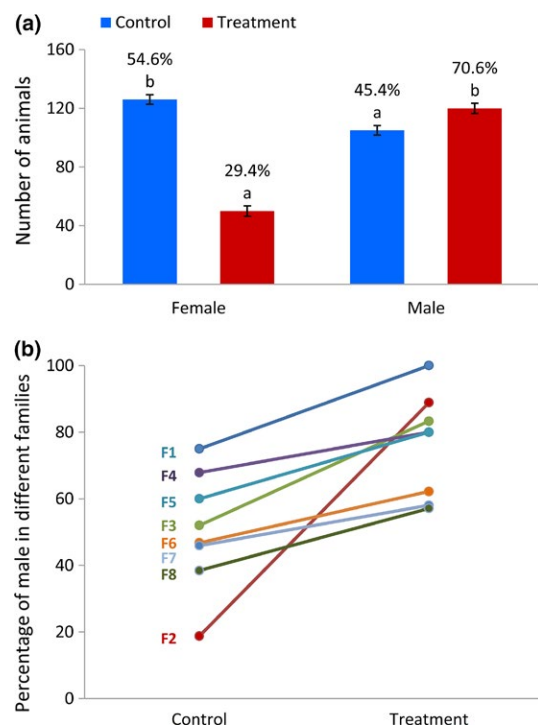 (a)
Control Treatment
Number of animals
160
120
80
40
0
54.6%
b
29.4%
a
45.4%
a
70.6%
b
Female Male
(b)
Percentage of male in different families
100
80
60
40
20
0
F1
F4
F5
F3
F6
F7
F8
F2
Control Treatment